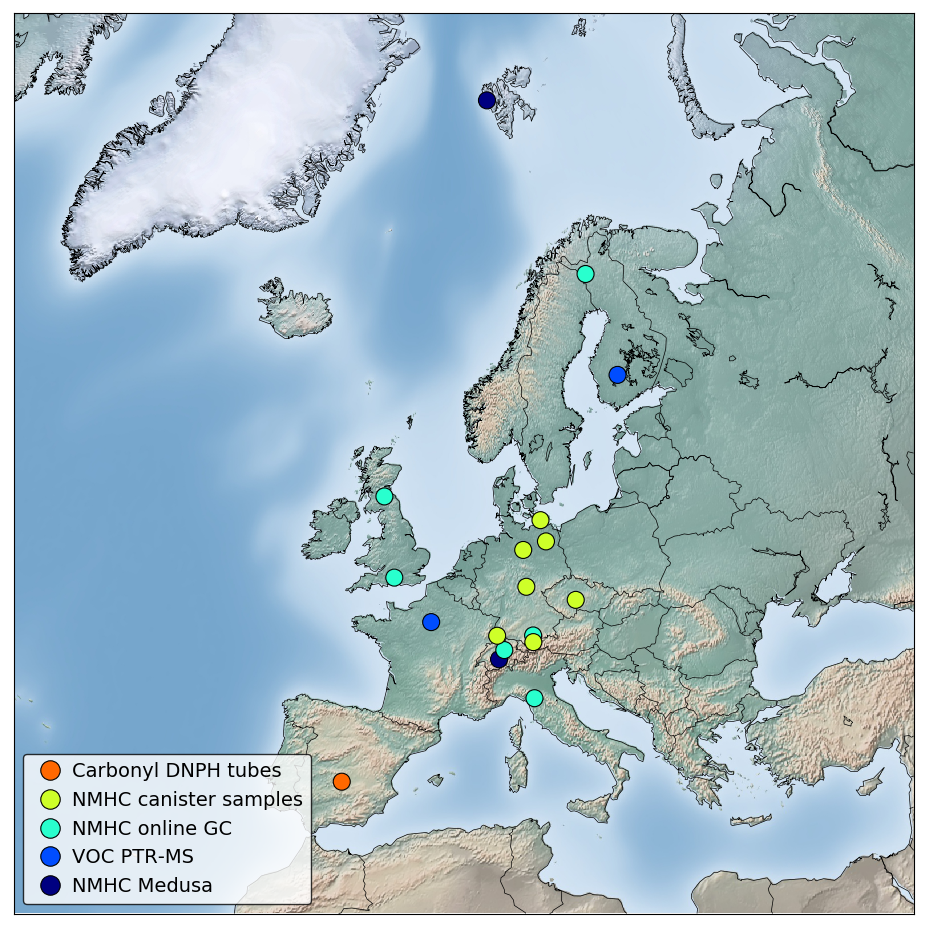 Carbonyl DNPH tubes
NMHC canister samples
NMHC online GC
VOC PTR-MS
NMHC Medusa